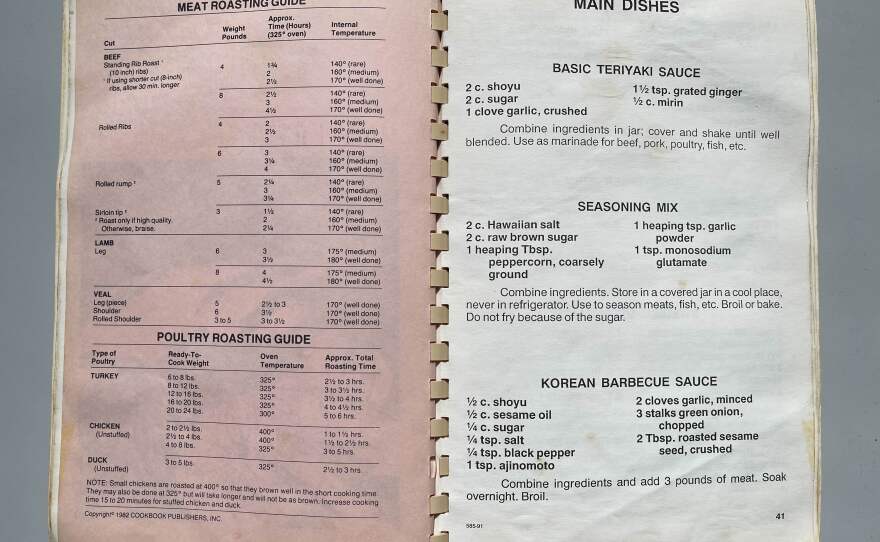 MEAT ROASTING GUIDE
Cut Weight Pounds Approx. Time (Hours) (325° oven) Internal Temperature
BEEF
Standing Rib Roast ¹ 4 1¾ 140° (rare)
(10 inch) ribs) 2 160° (medium)
¹ If using shorter cut (8-inch) 2½ 170° (well done)
ribs, allow 30 min. longer
8 2½ 140° (rare)
3 160° (medium)
4½ 170° (well done)
Rolled Ribs 4 2 140° (rare)
2½ 160° (medium)
3 170° (well done)
6 3 140° (rare)
3¼ 160° (medium)
4 170° (well done)
Rolled rump ² 5 2¼ 140° (rare)
3 160° (medium)
3¼ 170° (well done)
Sirloin tip ² 3 1½ 140° (rare)
² Roast only if high quality. 2 160° (medium)
Otherwise, braise. 2¼ 170° (well done)
LAMB
Leg 6 3 175° (medium)
3½ 180° (well done)
8 4 175° (medium)
4½ 180° (well done)
VEAL
Leg (piece) 5 2½ to 3 170° (well done)
Shoulder 6 3½ 170° (well done)
Rolled Shoulder 3 to 5 3 to 3½ 170° (well done)
POULTRY ROASTING GUIDE
Type of Poultry Ready-To-Cook Weight Oven Temperature Approx. Total Roasting Time
TURKEY 6 to 8 lbs. 325° 2½ to 3 hrs.
8 to 12 lbs. 325° 3 to 3½ hrs.
12 to 16 lbs. 325° 3½ to 4 hrs.
16 to 20 lbs. 325° 4 to 4½ hrs.
20 to 24 lbs. 300° 5 to 6 hrs.
CHICKEN 2 to 2½ lbs. 400° 1 to 1½ hrs.
(Unstuffed) 2½ to 4 lbs. 400° 1½ to 2½ hrs.
4 to 8 lbs. 325° 3 to 5 hrs.
DUCK 3 to 5 lbs. 325° 2½ to 3 hrs.
(Unstuffed)
NOTE: Small chickens are roasted at 400° so that they brown well in the short cooking time.
They may also be done at 325° but will take longer and will not be as brown. Increase cooking
time 15 to 20 minutes for stuffed chicken and duck.
Copyright© 1982 COOKBOOK PUBLISHERS, INC.
MAIN DISHES
BASIC TERIYAKI SAUCE
2 c. shoyu
2 c. sugar
1 clove garlic, crushed
1½ tsp. grated ginger
½ c. mirin
Combine ingredients in jar; cover and shake until well
blended. Use as marinade for beef, pork, poultry, fish, etc.
SEASONING MIX
2 c. Hawaiian salt
2 c. raw brown sugar
1 heaping Tbsp.
peppercorn, coarsely
ground
1 heaping tsp. garlic
powder
1 tsp. monosodium
glutamate
Combine ingredients. Store in a covered jar in a cool place,
never in refrigerator. Use to season meats, fish, etc. Broil or bake.
Do not fry because of the sugar.
KOREAN BARBECUE SAUCE
½ c. shoyu
½ c. sesame oil
¼ c. sugar
¼ tsp. salt
¼ tsp. black pepper
1 tsp. ajinomoto
2 cloves garlic, minced
3 stalks green onion,
chopped
2 Tbsp. roasted sesame
seed, crushed
Combine ingredients and add 3 pounds of meat. Soak
overnight. Broil.
585-91
41